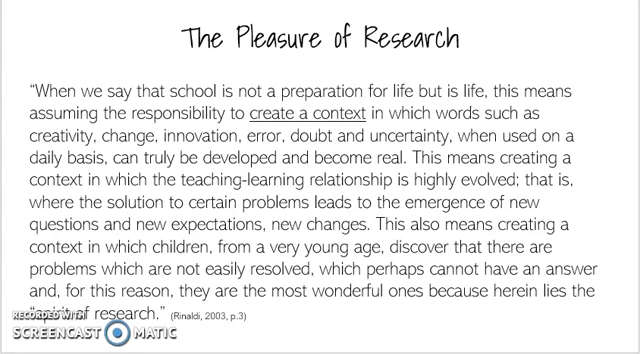 The Pleasure of Research
“When we say that school is not a preparation for life but is life, this means
assuming the responsibility to create a context in which words such as
creativity, change, innovation, error, doubt and uncertainty, when used on a
daily basis, can truly be developed and become real. This means creating a
context in which the teaching-learning relationship is highly evolved; that is,
where the solution to certain problems leads to the emergence of new
questions and new expectations, new changes. This also means creating a
context in which children, from a very young age, discover that there are
problems which are not easily resolved, which perhaps cannot have an answer
and, for this reason, they are the most wonderful ones because herein lies the
of research.” (Rinaldi, 2003, p.3)
RECORDED WITH
SCREENCAST MATIC